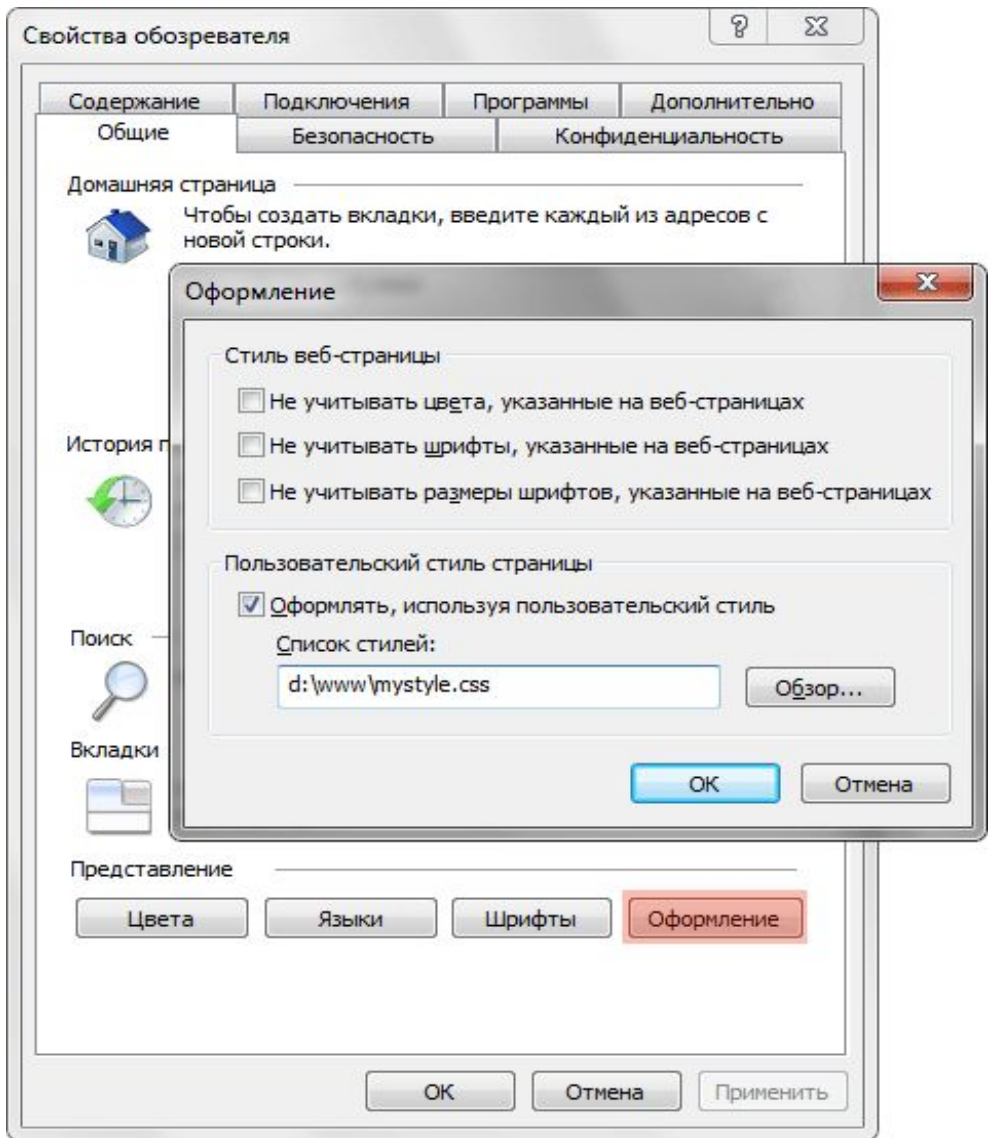 Свойства обозревателя
Содержание Подключения Программы Дополнительно
Общие Безопасность Конфиденциальность
Домашняя страница
Чтобы создать вкладки, введите каждый из адресов с
новой строки.
Оформление
Стиль веб-страницы
Не учитывать цвета, указанные на веб-страницах
История
Не учитывать шрифты, указанные на веб-страницах
Не учитывать размеры шрифтов, указанные на веб-страницах
Пользовательский стиль страницы
Оформлять, используя пользовательский стиль
Поиск
Список стилей:
d:\www\mystyle.css Обзор...
Вкладки
ОК Отмена
Представление
Цвета Языки Шрифты Оформление
ОК Отмена Применить